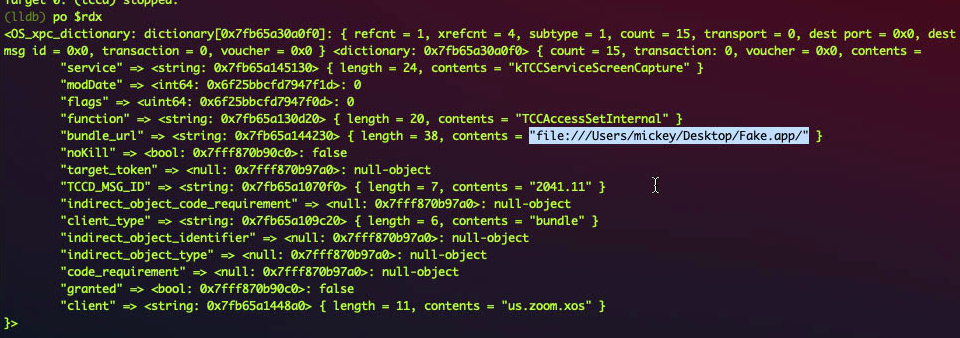 Target 0: (tccd) stopped.
(lldb) po $rdx
<OS_xpc_dictionary: dictionary[0x7fb65a30a0f0]: { refcnt = 1, xrefcnt = 4, subtype = 1, count = 15, transport = 0, dest port = 0x0, dest
msg id = 0x0, transaction = 0, voucher = 0x0 } <dictionary: 0x7fb65a30a0f0> { count = 15, transaction: 0, voucher = 0x0, contents =
"service" => <string: 0x7fb65a145130> { length = 24, contents = "kTCCServiceScreenCapture" }
"modDate" => <int64: 0x6f25bbcfd7947f1d>: 0
"flags" => <uint64: 0x6f25bbcfd7947f0d>: 0
"function" => <string: 0x7fb65a130d20> { length = 20, contents = "TCCAccessSetInternal" }
"bundle_url" => <string: 0x7fb65a144230> { length = 38, contents = "file:///Users/mickey/Desktop/Fake.app/" }
"noKill" => <bool: 0x7fff870b90c0>: false
"target_token" => <null: 0x7fff870b97a0>: null-object
"TCCD_MSG_ID" => <string: 0x7fb65a1070f0> { length = 7, contents = "2041.11" }
"indirect_object_code_requirement" => <null: 0x7fff870b97a0>: null-object
"client_type" => <string: 0x7fb65a109c20> { length = 6, contents = "bundle" }
"indirect_object_identifier" => <null: 0x7fff870b97a0>: null-object
"indirect_object_type" => <null: 0x7fff870b97a0>: null-object
"code_requirement" => <null: 0x7fff870b97a0>: null-object
"granted" => <bool: 0x7fff870b90c0>: false
"client" => <string: 0x7fb65a1448a0> { length = 11, contents = "us.zoom.xos" }
}>